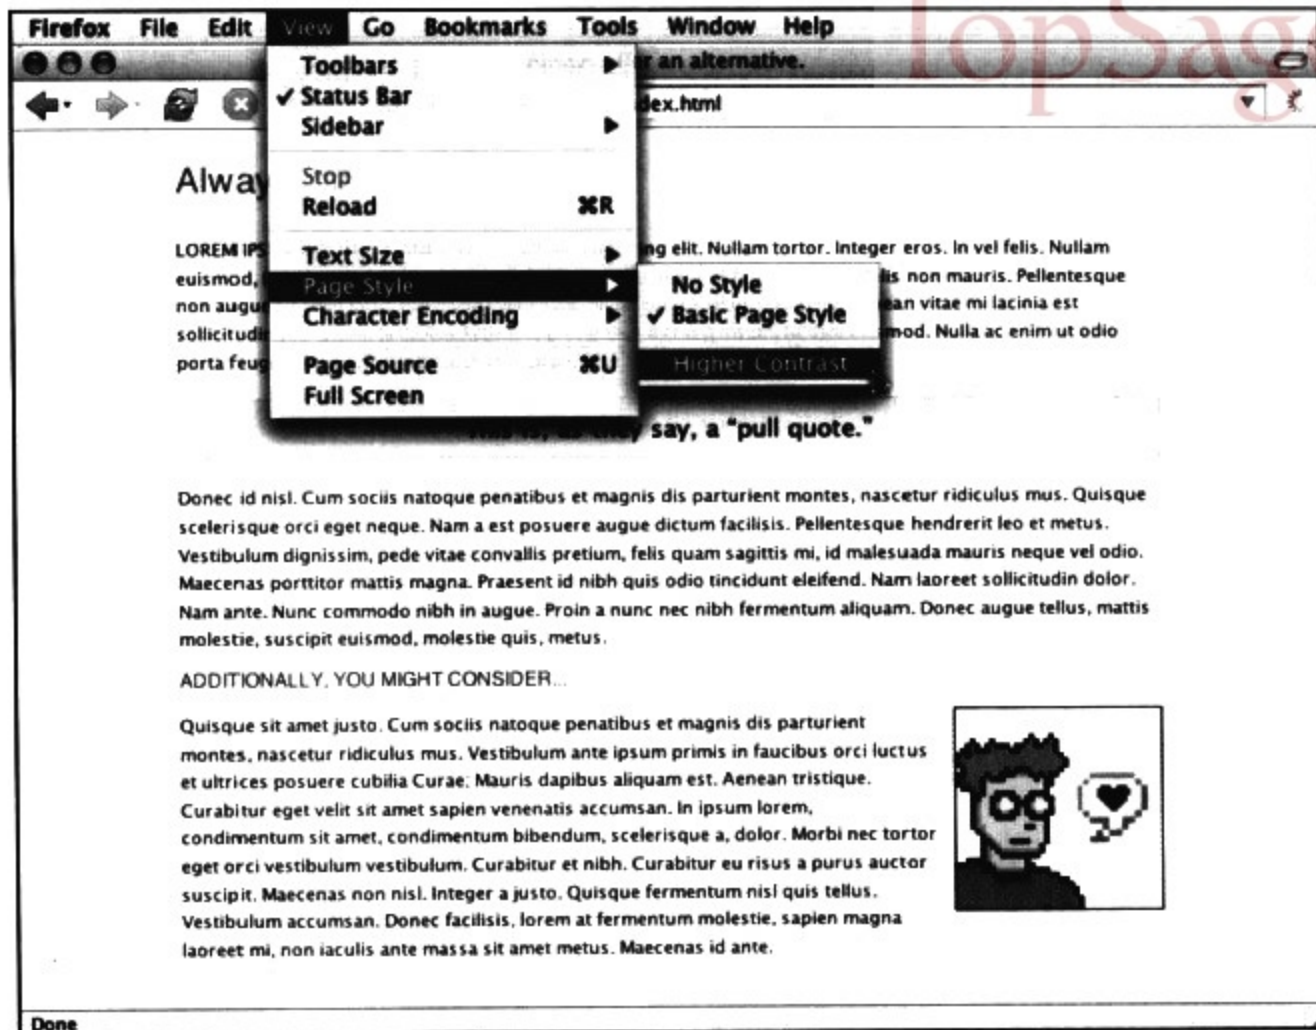 Firefox File Edit View Go Bookmarks Tools Window Help
TopSage
an alternative.
dex.html
Toolbars
✓ Status Bar
Sidebar
Stop
Reload ⌘R
Text Size
Page Style
Character Encoding
Page Source ⌘U
Full Screen
No Style
✓ Basic Page Style
Higher Contrast
Alway
LOREM IPS ng elit. Nullam tortor. Integer eros. In vel felis. Nullam
euismod, is non mauris. Pellentesque
non augu ean vitae mi lacinia est
sollicitudi mod. Nulla ac enim ut odio
porta feug
This is, as they say, a “pull quote.”
Donec id nisl. Cum sociis natoque penatibus et magnis dis parturient montes, nascetur ridiculus mus. Quisque
scelerisque orci eget neque. Nam a est posuere augue dictum facilisis. Pellentesque hendrerit leo et metus.
Vestibulum dignissim, pede vitae convallis pretium, felis quam sagittis mi, id malesuada mauris neque vel odio.
Maecenas porttitor mattis magna. Praesent id nibh quis odio tincidunt eleifend. Nam laoreet sollicitudin dolor.
Nam ante. Nunc commodo nibh in augue. Proin a nunc nec nibh fermentum aliquam. Donec augue tellus, mattis
molestie, suscipit euismod, molestie quis, metus.
ADDITIONALLY, YOU MIGHT CONSIDER...
Quisque sit amet justo. Cum sociis natoque penatibus et magnis dis parturient
montes, nascetur ridiculus mus. Vestibulum ante ipsum primis in faucibus orci luctus
et ultrices posuere cubilia Curae; Mauris dapibus aliquam est. Aenean tristique.
Curabitur eget velit sit amet sapien venenatis accumsan. In ipsum lorem,
condimentum sit amet, condimentum bibendum, scelerisque a, dolor. Morbi nec tortor
eget orci vestibulum vestibulum. Curabitur et nibh. Curabitur eu risus a purus auctor
suscipit. Maecenas non nisl. Integer a justo. Quisque fermentum nisl quis tellus.
Vestibulum accumsan. Donec facilisis, lorem at fermentum molestie, sapien magna
laoreet mi, non iaculis ante massa sit amet metus. Maecenas id ante.
Done